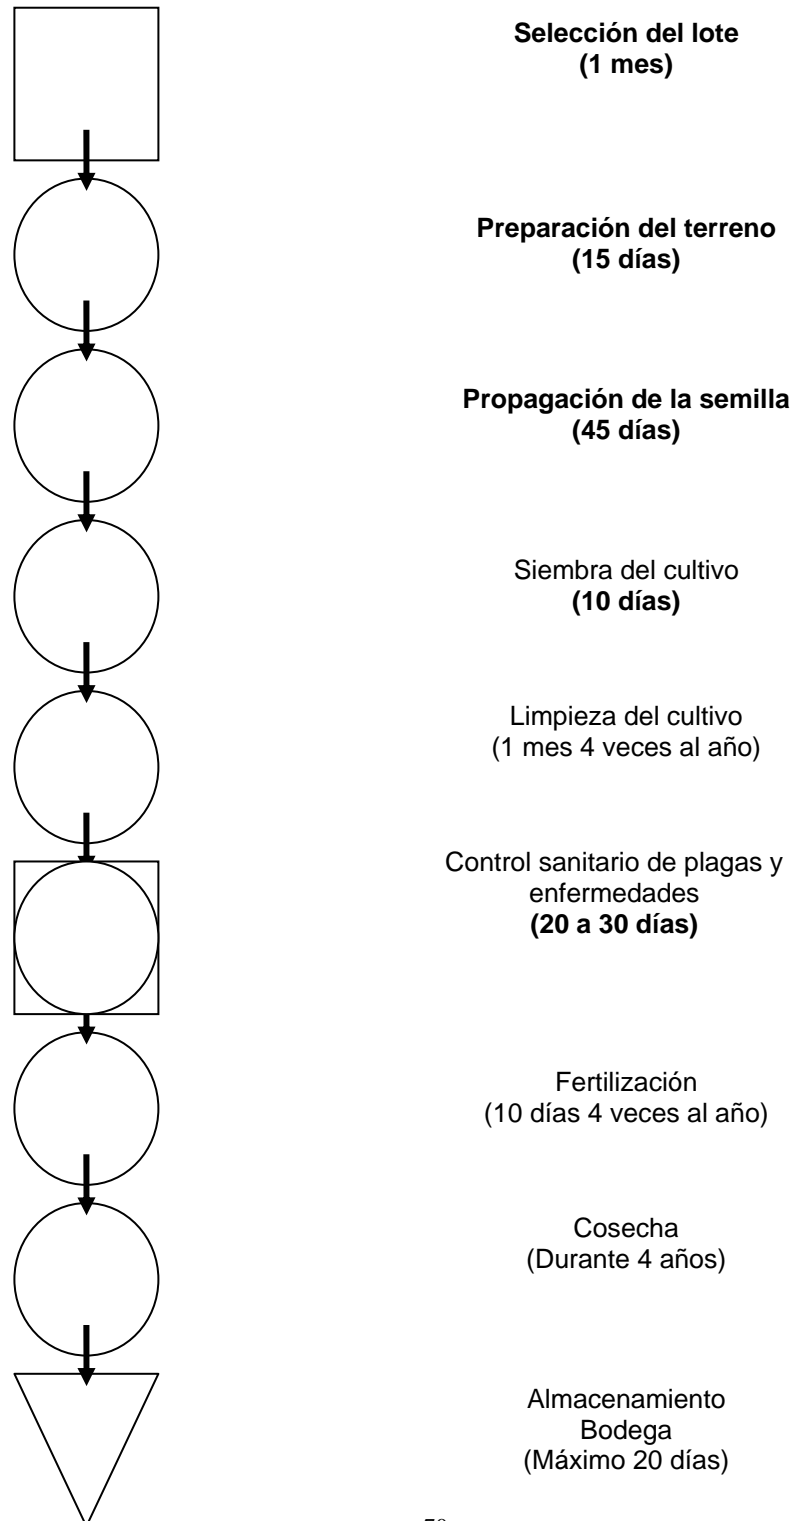 Selección del lote
(1 mes)
Preparación del terreno
(15 días)
Propagación de la semilla
(45 días)
Siembra del cultivo
(10 días)
Limpieza del cultivo
(1 mes 4 veces al año)
Control sanitario de plagas y
enfermedades
(20 a 30 días)
Fertilización
(10 días 4 veces al año)
Cosecha
(Durante 4 años)
Almacenamiento
Bodega
(Máximo 20 días)